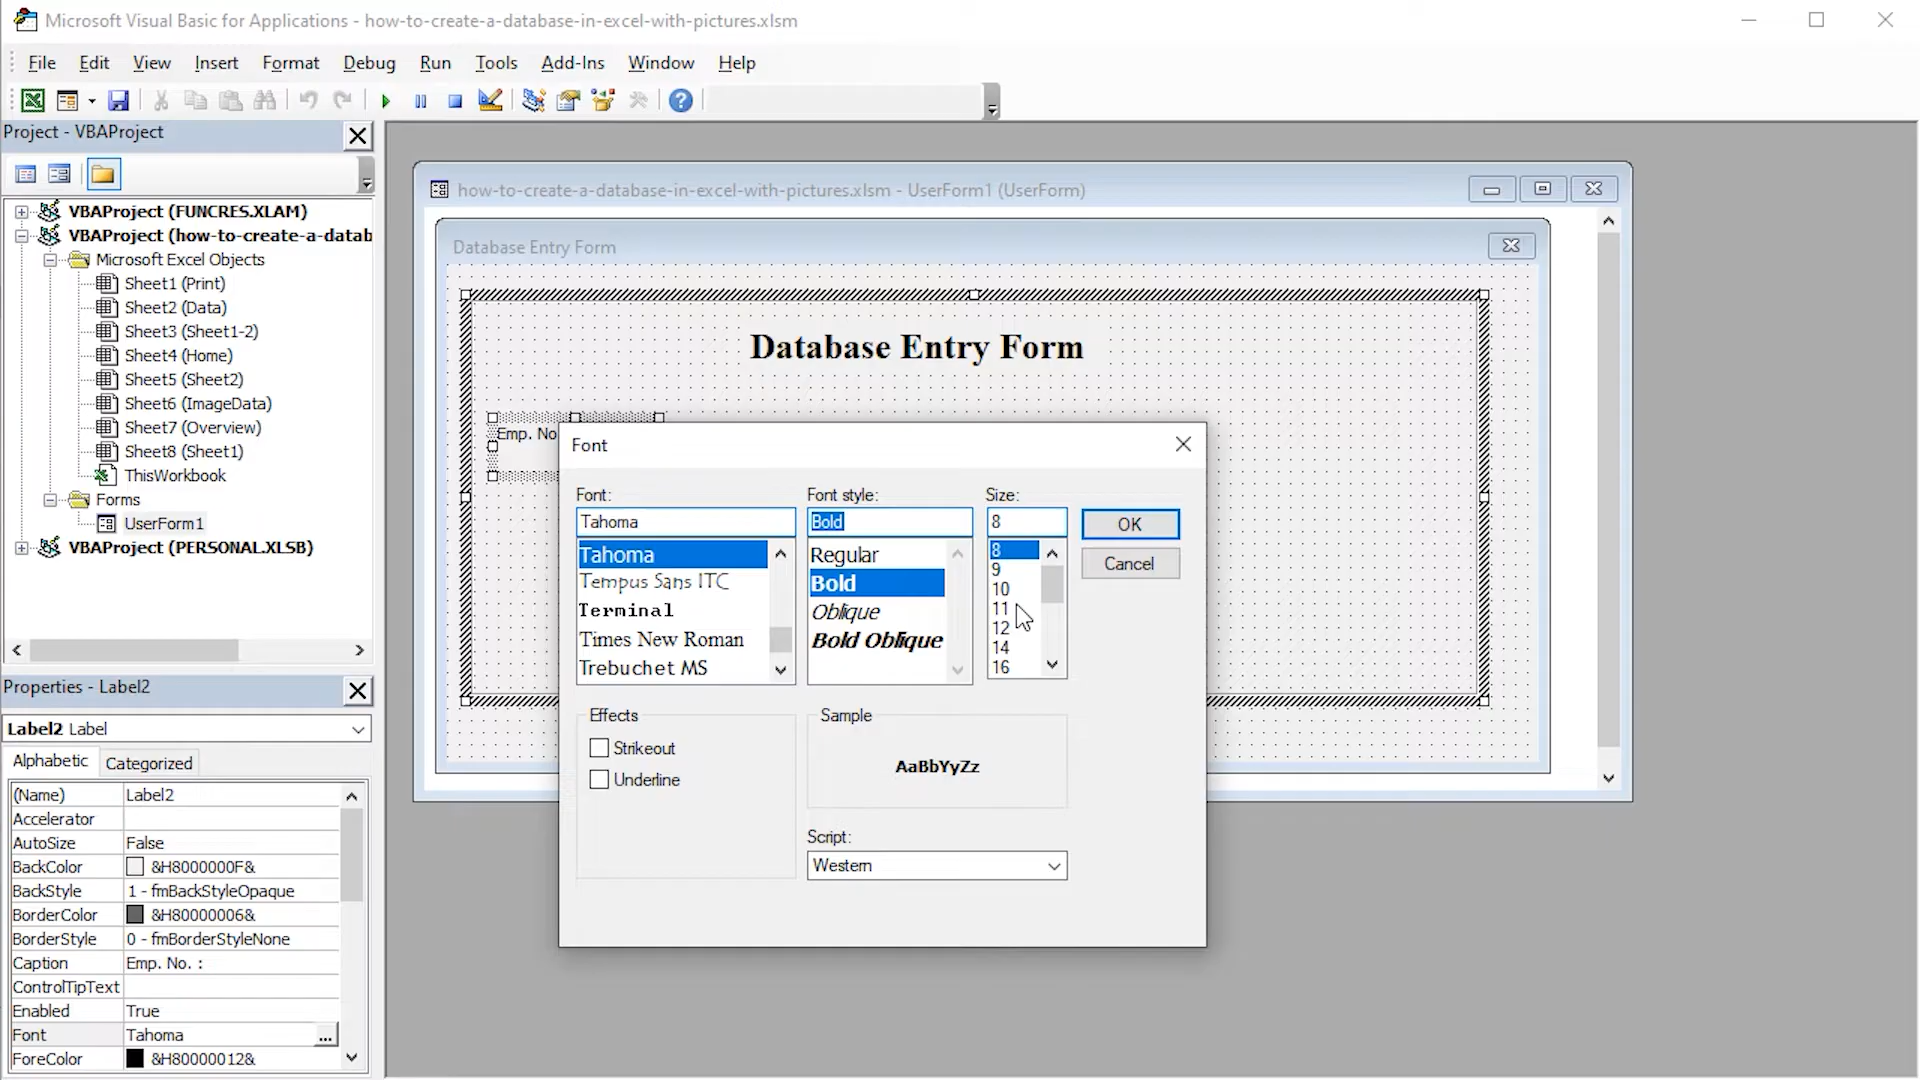 Microsoft Visual Basic for Applications - how-to-create-a-database-in-excel-with-pictures.xlsm
File Edit View Insert Format Debug Run Tools Add-Ins Window Help
Project - VBAProject
VBAProject (FUNCRES.XLAM)
VBAProject (how-to-create-a-datab
Microsoft Excel Objects
Sheet1 (Print)
Sheet2 (Data)
Sheet3 (Sheet1-2)
Sheet4 (Home)
Sheet5 (Sheet2)
Sheet6 (ImageData)
Sheet7 (Overview)
Sheet8 (Sheet1)
ThisWorkbook
Forms
UserForm1
VBAProject (PERSONAL.XLSB)
Properties - Label2
Label2 Label
Alphabetic Categorized
(Name) Label2
Accelerator
AutoSize False
BackColor &H8000000F&
BackStyle 1 - fmBackStyleOpaque
BorderColor &H80000006&
BorderStyle 0 - fmBorderStyleNone
Caption Emp. No. :
ControlTipText
Enabled True
Font Tahoma ...
ForeColor &H80000012&
how-to-create-a-database-in-excel-with-pictures.xlsm - UserForm1 (UserForm)
Database Entry Form
Database Entry Form
Emp. No
Font
Font: Font style: Size:
Tahoma Bold 8
OK
Cancel
Tahoma
Tempus Sans ITC
Terminal
Times New Roman
Trebuchet MS
Regular
Bold
Oblique
Bold Oblique
8
9
10
11
12
14
16
Effects
Strikeout
Underline
Sample
AaBbYyZz
Script:
Western